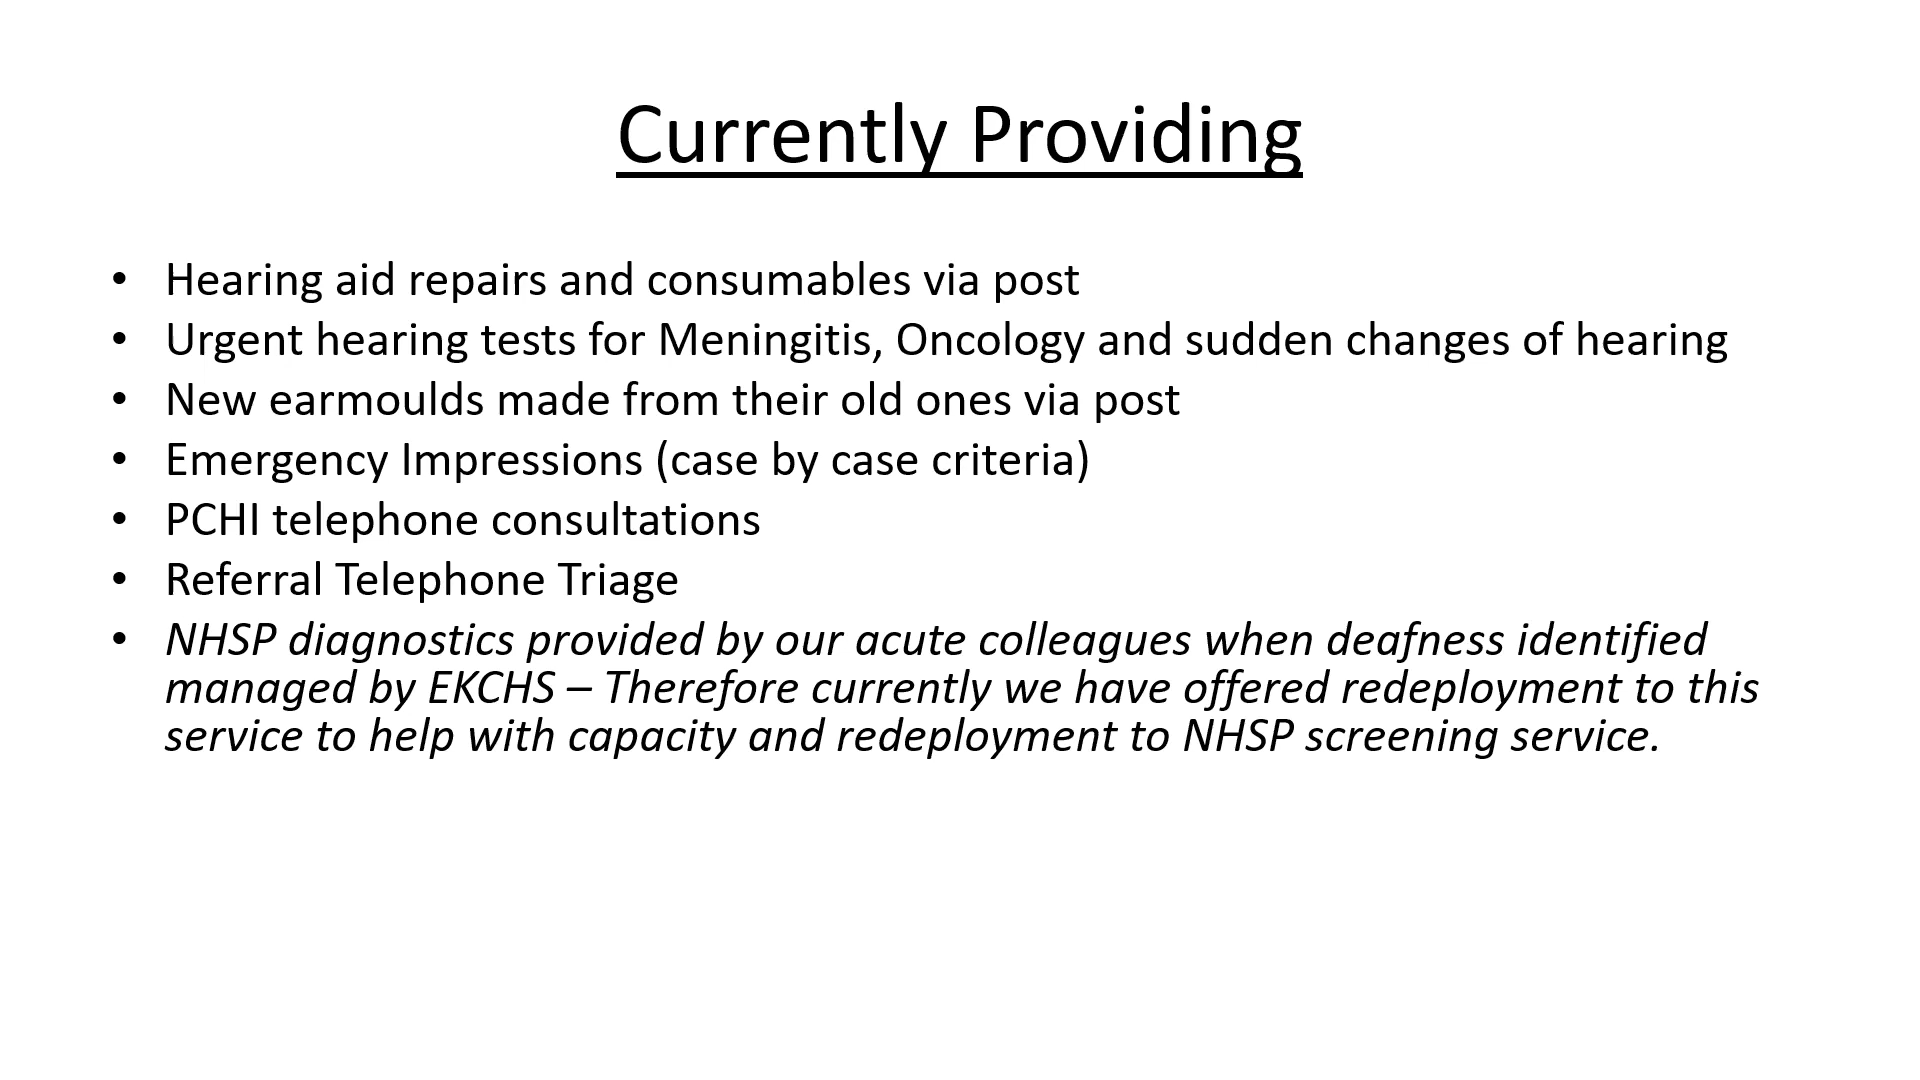 Currently Providing
• Hearing aid repairs and consumables via post
• Urgent hearing tests for Meningitis, Oncology and sudden changes of hearing
• New earmoulds made from their old ones via post
• Emergency Impressions (case by case criteria)
• PCHI telephone consultations
• Referral Telephone Triage
• NHSP diagnostics provided by our acute colleagues when deafness identified
managed by EKCHS – Therefore currently we have offered redeployment to this
service to help with capacity and redeployment to NHSP screening service.